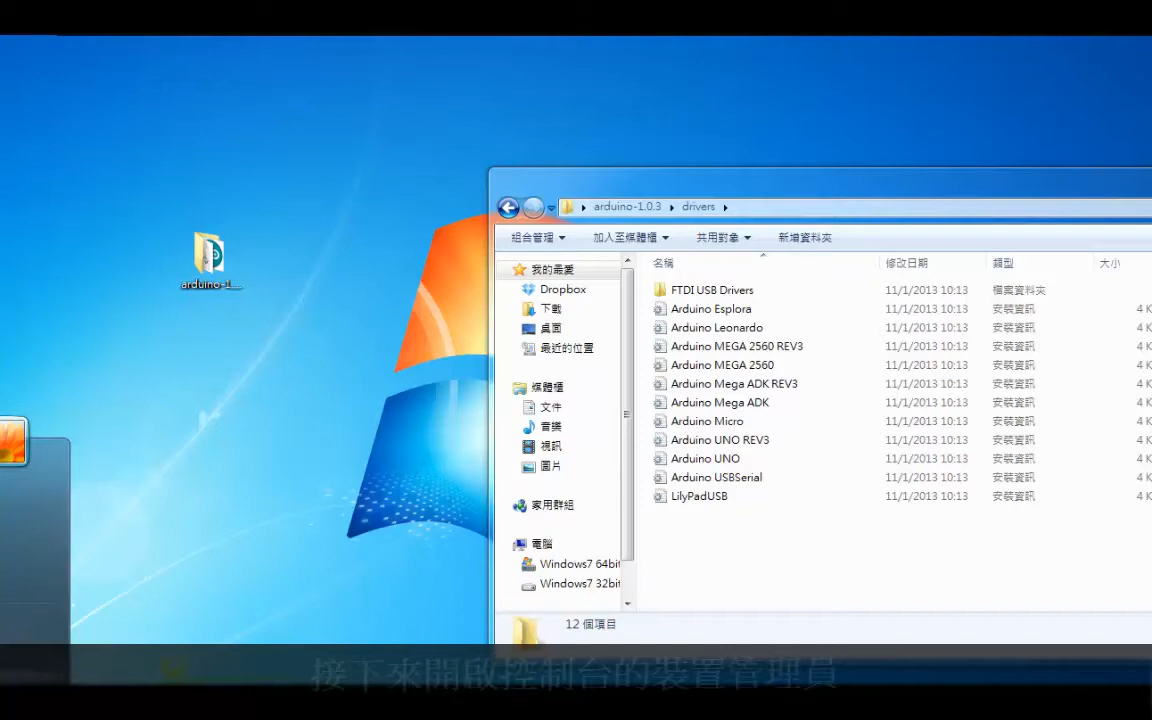 arduino-1....
arduino-1.0.3
drivers
組合管理
加入至媒體櫃
共用對象
新增資料夾
我的最愛
Dropbox
下載
桌面
最近的位置
媒體櫃
文件
音樂
視訊
圖片
家用群組
電腦
Windows7 64bit
Windows7 32bit
名稱 修改日期 類型 大小
FTDI USB Drivers 11/1/2013 10:13 檔案資料夾
Arduino Esplora 11/1/2013 10:13 安裝資訊 4 K
Arduino Leonardo 11/1/2013 10:13 安裝資訊 4 K
Arduino MEGA 2560 REV3 11/1/2013 10:13 安裝資訊 4 K
Arduino MEGA 2560 11/1/2013 10:13 安裝資訊 4 K
Arduino Mega ADK REV3 11/1/2013 10:13 安裝資訊 4 K
Arduino Mega ADK 11/1/2013 10:13 安裝資訊 4 K
Arduino Micro 11/1/2013 10:13 安裝資訊 4 K
Arduino UNO REV3 11/1/2013 10:13 安裝資訊 4 K
Arduino UNO 11/1/2013 10:13 安裝資訊 4 K
Arduino USBSerial 11/1/2013 10:13 安裝資訊 4 K
LilyPadUSB 11/1/2013 10:13 安裝資訊 4 K
12 個項目
接下來開啟控制台的裝置管理員